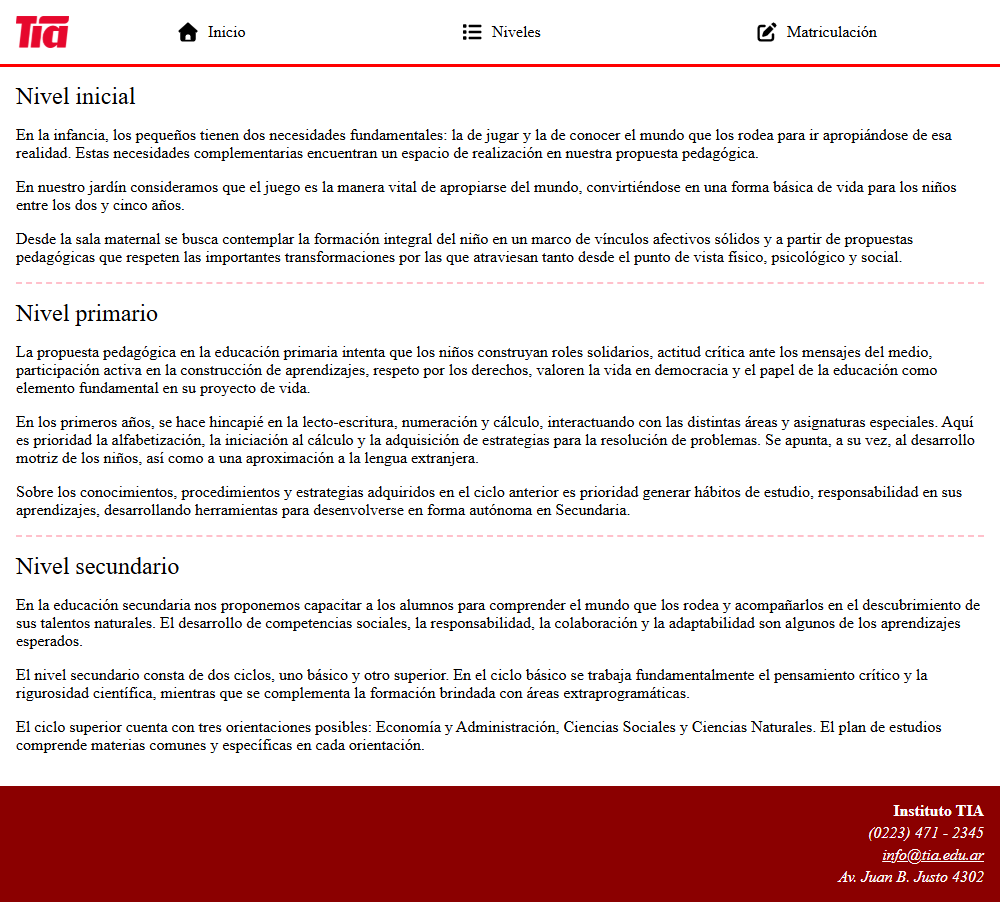 Tía
Inicio
Niveles
Matriculación
Nivel inicial
En la infancia, los pequeños tienen dos necesidades fundamentales: la de jugar y la de conocer el mundo que los rodea para ir apropiándose de esa
realidad. Estas necesidades complementarias encuentran un espacio de realización en nuestra propuesta pedagógica.
En nuestro jardín consideramos que el juego es la manera vital de apropiarse del mundo, convirtiéndose en una forma básica de vida para los niños
entre los dos y cinco años.
Desde la sala maternal se busca contemplar la formación integral del niño en un marco de vínculos afectivos sólidos y a partir de propuestas
pedagógicas que respeten las importantes transformaciones por las que atraviesan tanto desde el punto de vista físico, psicológico y social.
Nivel primario
La propuesta pedagógica en la educación primaria intenta que los niños construyan roles solidarios, actitud crítica ante los mensajes del medio,
participación activa en la construcción de aprendizajes, respeto por los derechos, valoren la vida en democracia y el papel de la educación como
elemento fundamental en su proyecto de vida.
En los primeros años, se hace hincapié en la lecto-escritura, numeración y cálculo, interactuando con las distintas áreas y asignaturas especiales. Aquí
es prioridad la alfabetización, la iniciación al cálculo y la adquisición de estrategias para la resolución de problemas. Se apunta, a su vez, al desarrollo
motriz de los niños, así como a una aproximación a la lengua extranjera.
Sobre los conocimientos, procedimientos y estrategias adquiridos en el ciclo anterior es prioridad generar hábitos de estudio, responsabilidad en sus
aprendizajes, desarrollando herramientas para desenvolverse en forma autónoma en Secundaria.
Nivel secundario
En la educación secundaria nos proponemos capacitar a los alumnos para comprender el mundo que los rodea y acompañarlos en el descubrimiento de
sus talentos naturales. El desarrollo de competencias sociales, la responsabilidad, la colaboración y la adaptabilidad son algunos de los aprendizajes
esperados.
El nivel secundario consta de dos ciclos, uno básico y otro superior. En el ciclo básico se trabaja fundamentalmente el pensamiento crítico y la
rigurosidad científica, mientras que se complementa la formación brindada con áreas extraprogramáticas.
El ciclo superior cuenta con tres orientaciones posibles: Economía y Administración, Ciencias Sociales y Ciencias Naturales. El plan de estudios
comprende materias comunes y específicas en cada orientación.
Instituto TIA
(0223) 471 - 2345
info@tia.edu.ar
Av. Juan B. Justo 4302